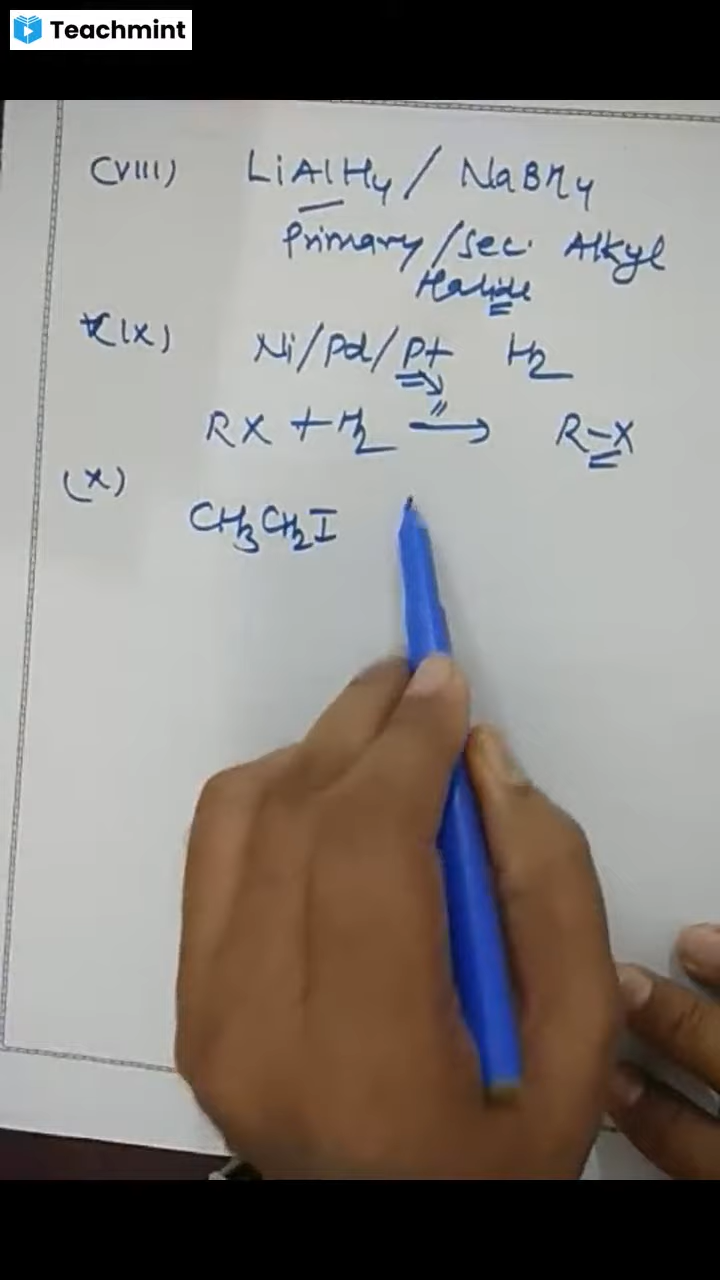 Teachmint
(VIII) LiAlH4 / NaBH4
Primary/Sec. Alkyl
Halide
(IX) Ni/Pd/Pt H2
RX + H2 → R-X
(X) CH3CH2I